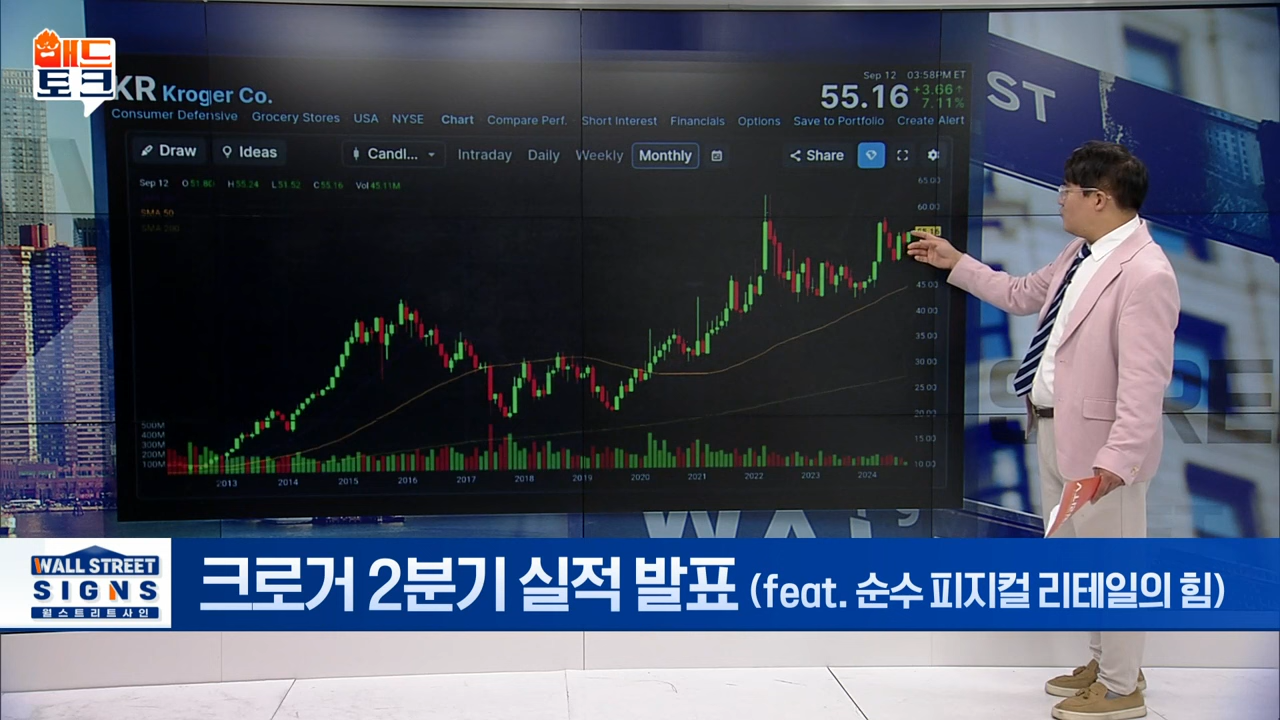 매드
토크
KR Kroger Co.
Sep 12 03:58PM ET
55.16 +3.66↑
7.11%
Consumer Defensive Grocery Stores USA NYSE Chart Compare Perf. Short Interest Financials Options Save to Portfolio Create Alert
Draw Ideas Candl... Intraday Daily Weekly Monthly Share
Sep 12 O 51.80 H 55.24 L 51.52 C 55.16 Vol 45.11M
SMA 50
SMA 200
65.00
60.00
45.00
40.00
35.00
30.00
25.00
20.00
15.00
10.00
500M
400M
300M
200M
100M
2013 2014 2015 2016 2017 2018 2019 2020 2021 2022 2023 2024
ST
WALL STREET
SIGNS
월스트리트사인
크로거 2분기 실적 발표 (feat. 순수 피지컬 리테일의 힘)